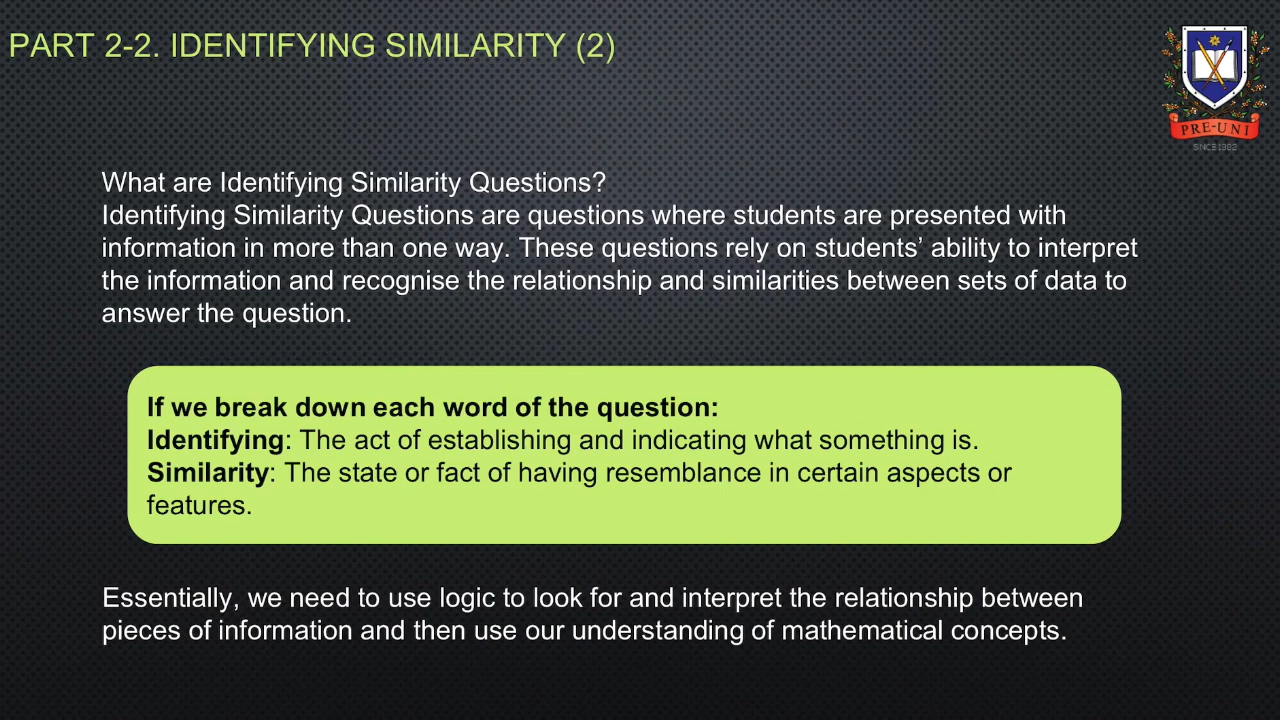 PART 2-2. IDENTIFYING SIMILARITY (2)
PRE-UNI
SINCE 1992
What are Identifying Similarity Questions?
Identifying Similarity Questions are questions where students are presented with
information in more than one way. These questions rely on students’ ability to interpret
the information and recognise the relationship and similarities between sets of data to
answer the question.
If we break down each word of the question:
Identifying: The act of establishing and indicating what something is.
Similarity: The state or fact of having resemblance in certain aspects or
features.
Essentially, we need to use logic to look for and interpret the relationship between
pieces of information and then use our understanding of mathematical concepts.